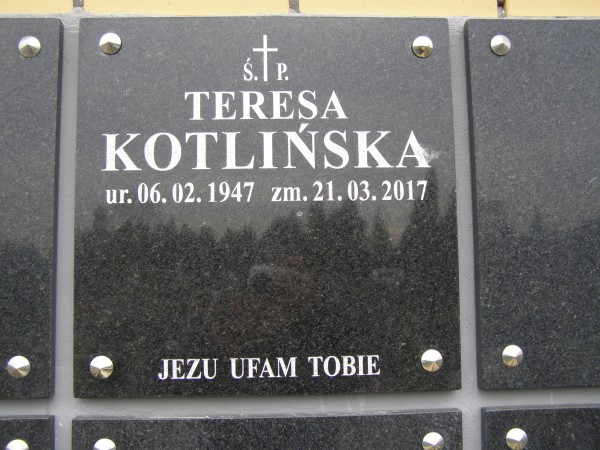 Ś. P.
TERESA
KOTLIŃSKA
ur. 06. 02. 1947 zm. 21. 03. 2017
JEZU UFAM TOBIE